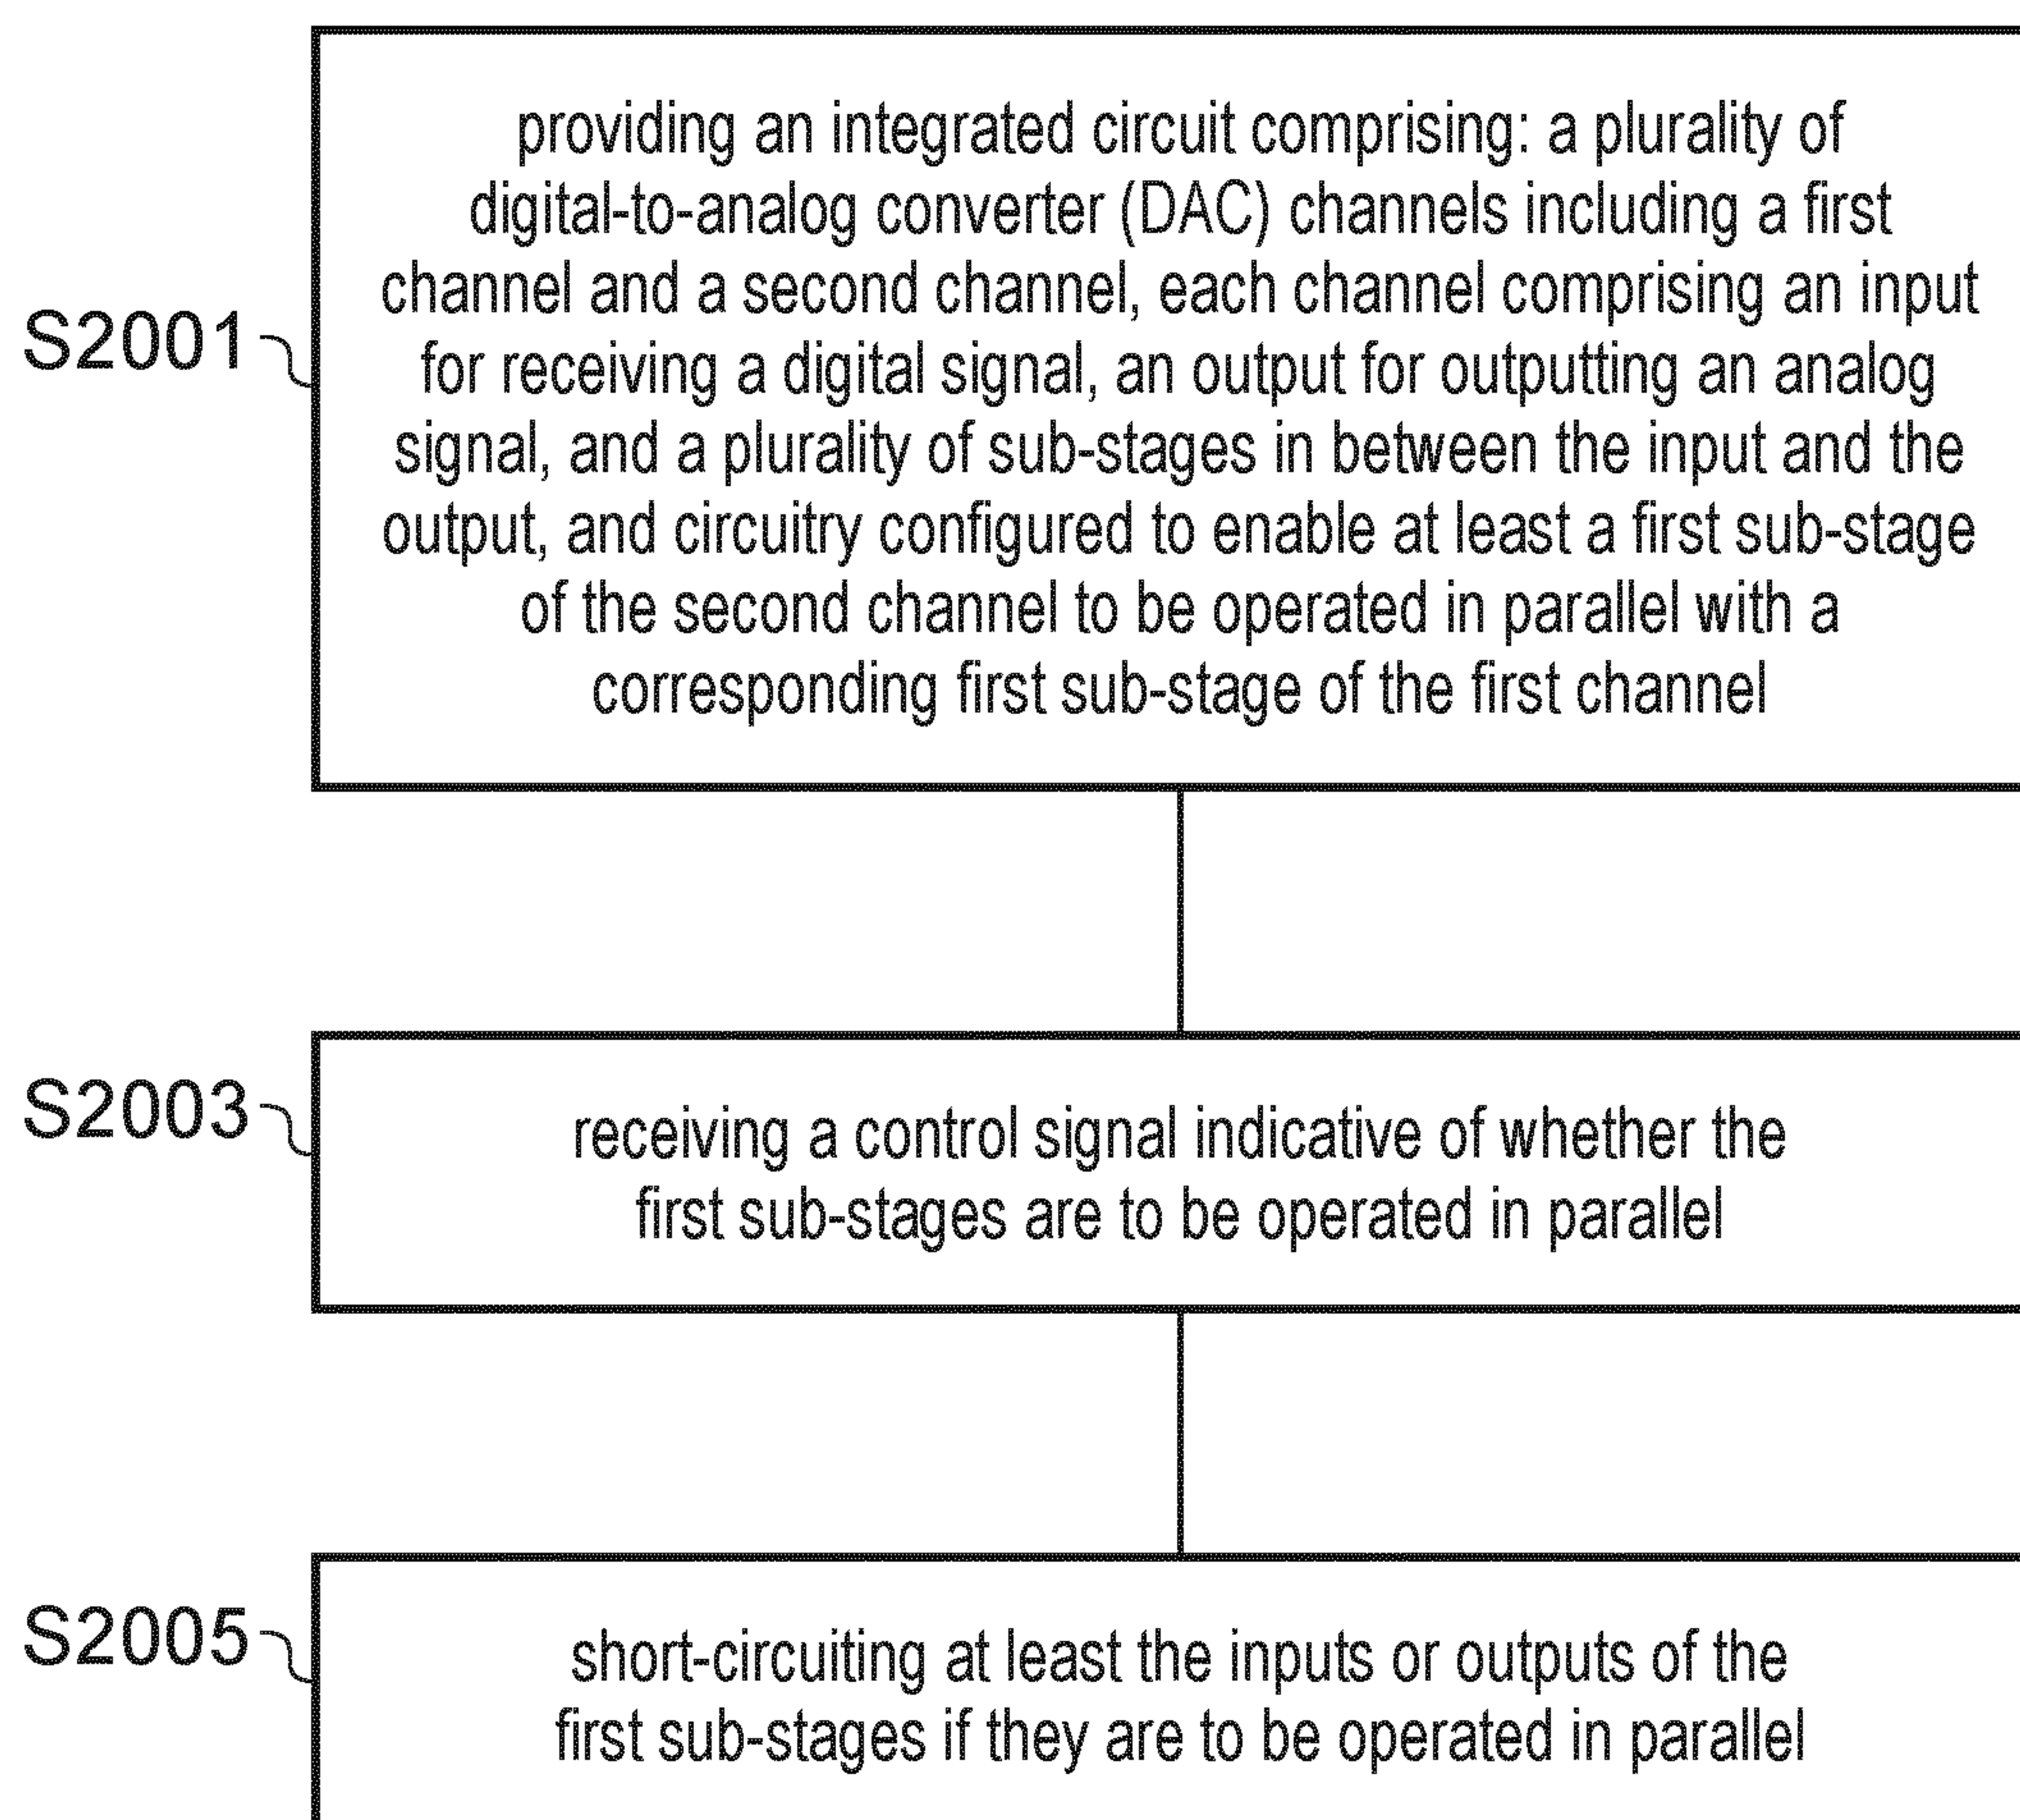 providing an integrated circuit comprising: a plurality of
digital-to-analog converter (DAC) channels including a first
channel and a second channel, each channel comprising an input
S2001
for receiving a digital signal, an output for outputting an analog
signal, and a plurality of sub-stages in between the input and the
output, and circuitry configured to enable at least a first sub-stage
of the second channel to be operated in parallel with a
corresponding first sub-stage of the first channel
S2003
receiving a control signal indicative of whether the
first sub-stages are to be operated in parallel
S2005
short-circuiting at least the inputs or outputs of the
first sub-stages if they are to be operated in parallel